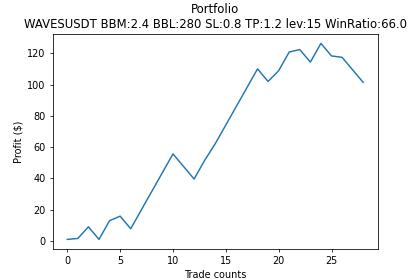 Portfolio
WAVESUSDT BBM:2.4 BBL:280 SL:0.8 TP:1.2 lev:15 WinRatio:66.0
120
100
80
60
40
20
0
Profit ($)
0 5 10 15 20 25
Trade counts